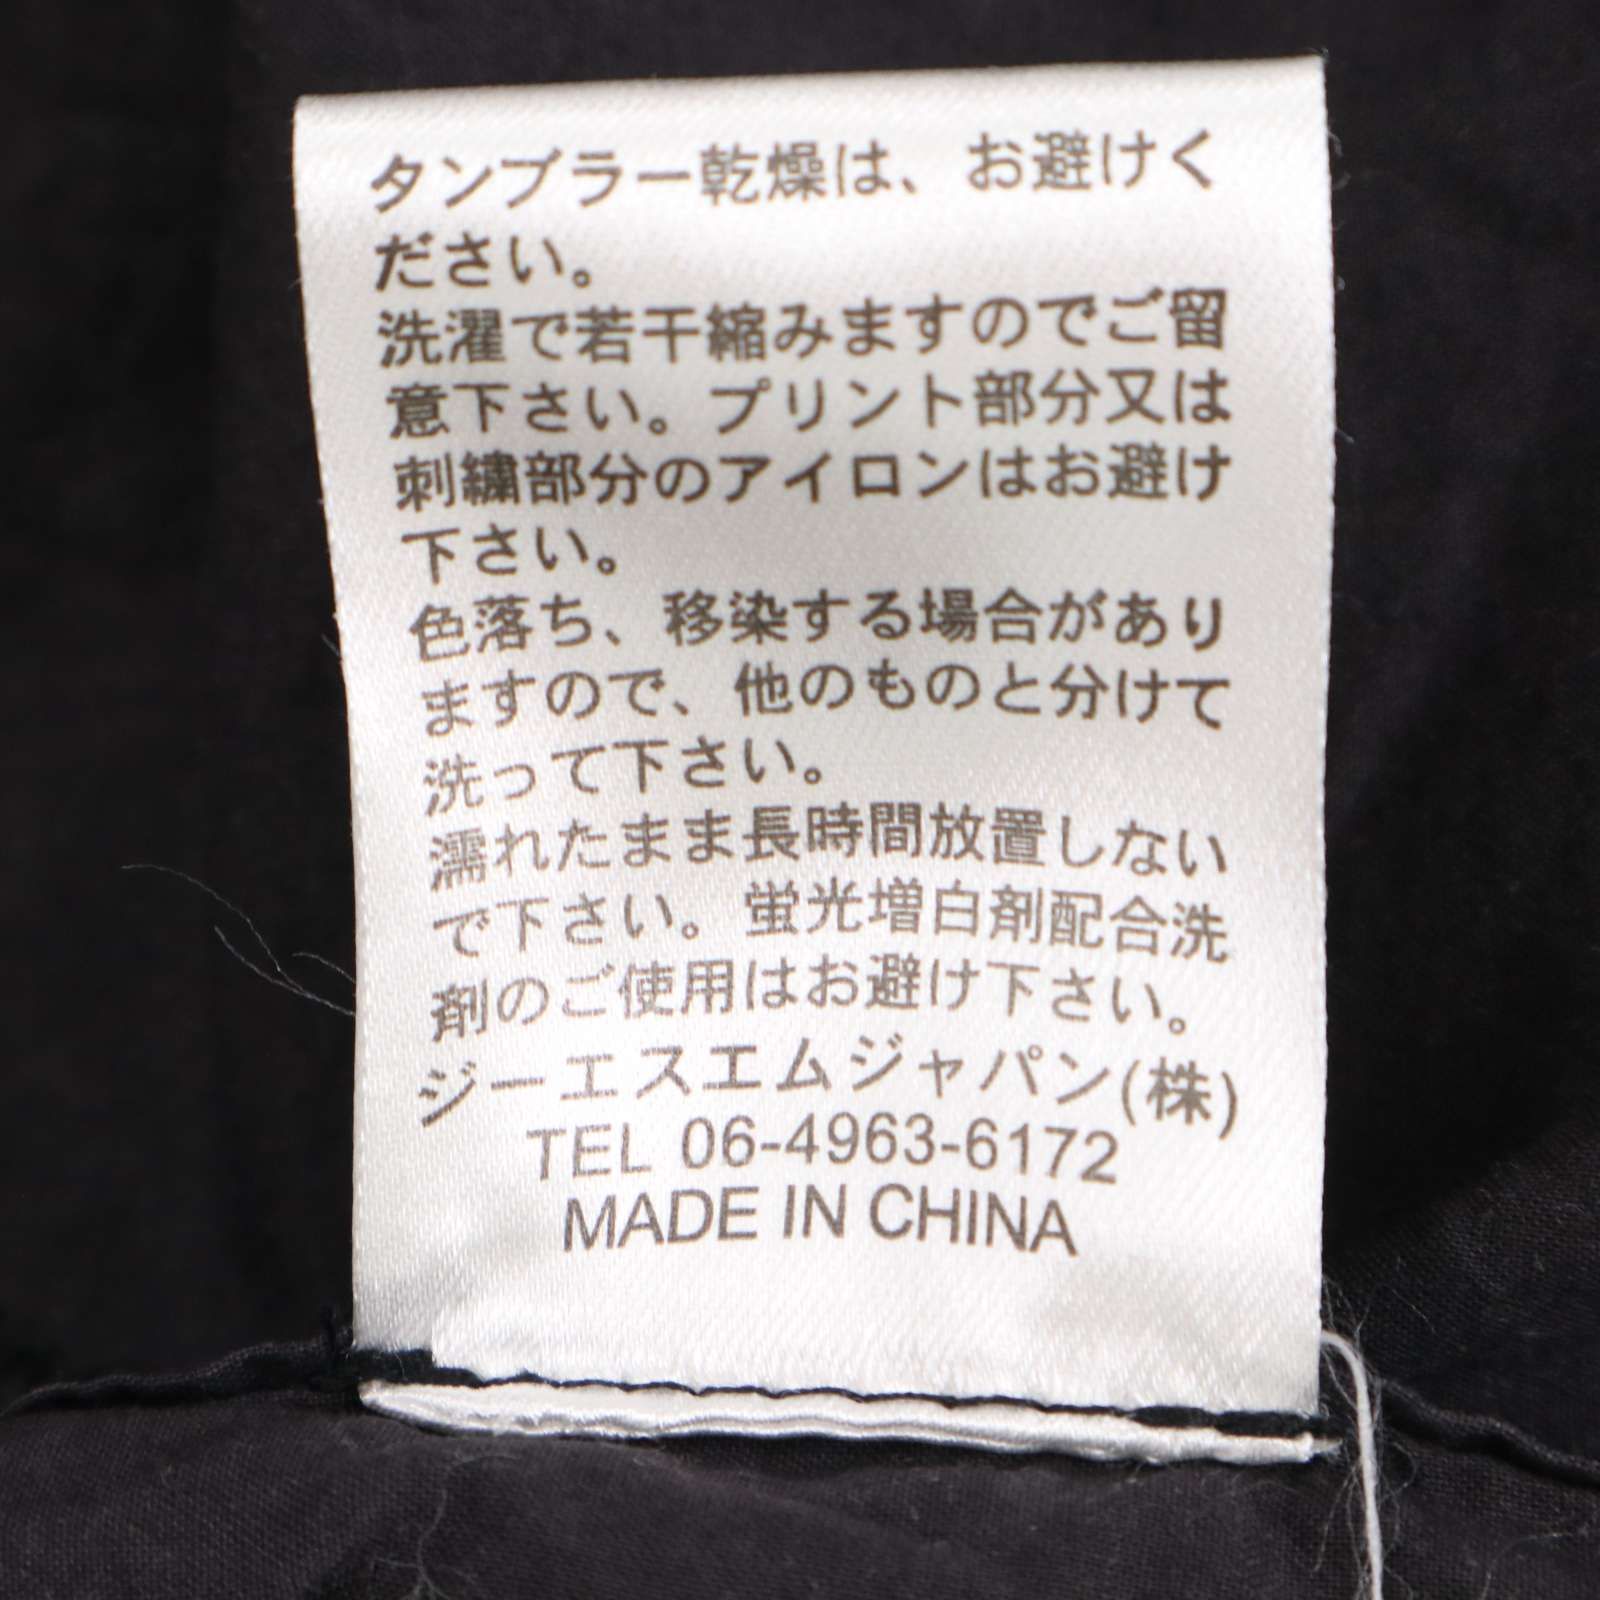 タンブラー乾燥は、お避けく
ださい。
洗濯で若干縮みますのでご留
意下さい。プリント部分又は
刺繍部分のアイロンはお避け
下さい。
色落ち、移染する場合があり
ますので、他のものと分けて
洗って下さい。
濡れたまま長時間放置しない
で下さい。蛍光増白剤配合洗
剤のご使用はお避け下さい。
ジーエスエムジャパン(株)
TEL 06-4963-6172
MADE IN CHINA